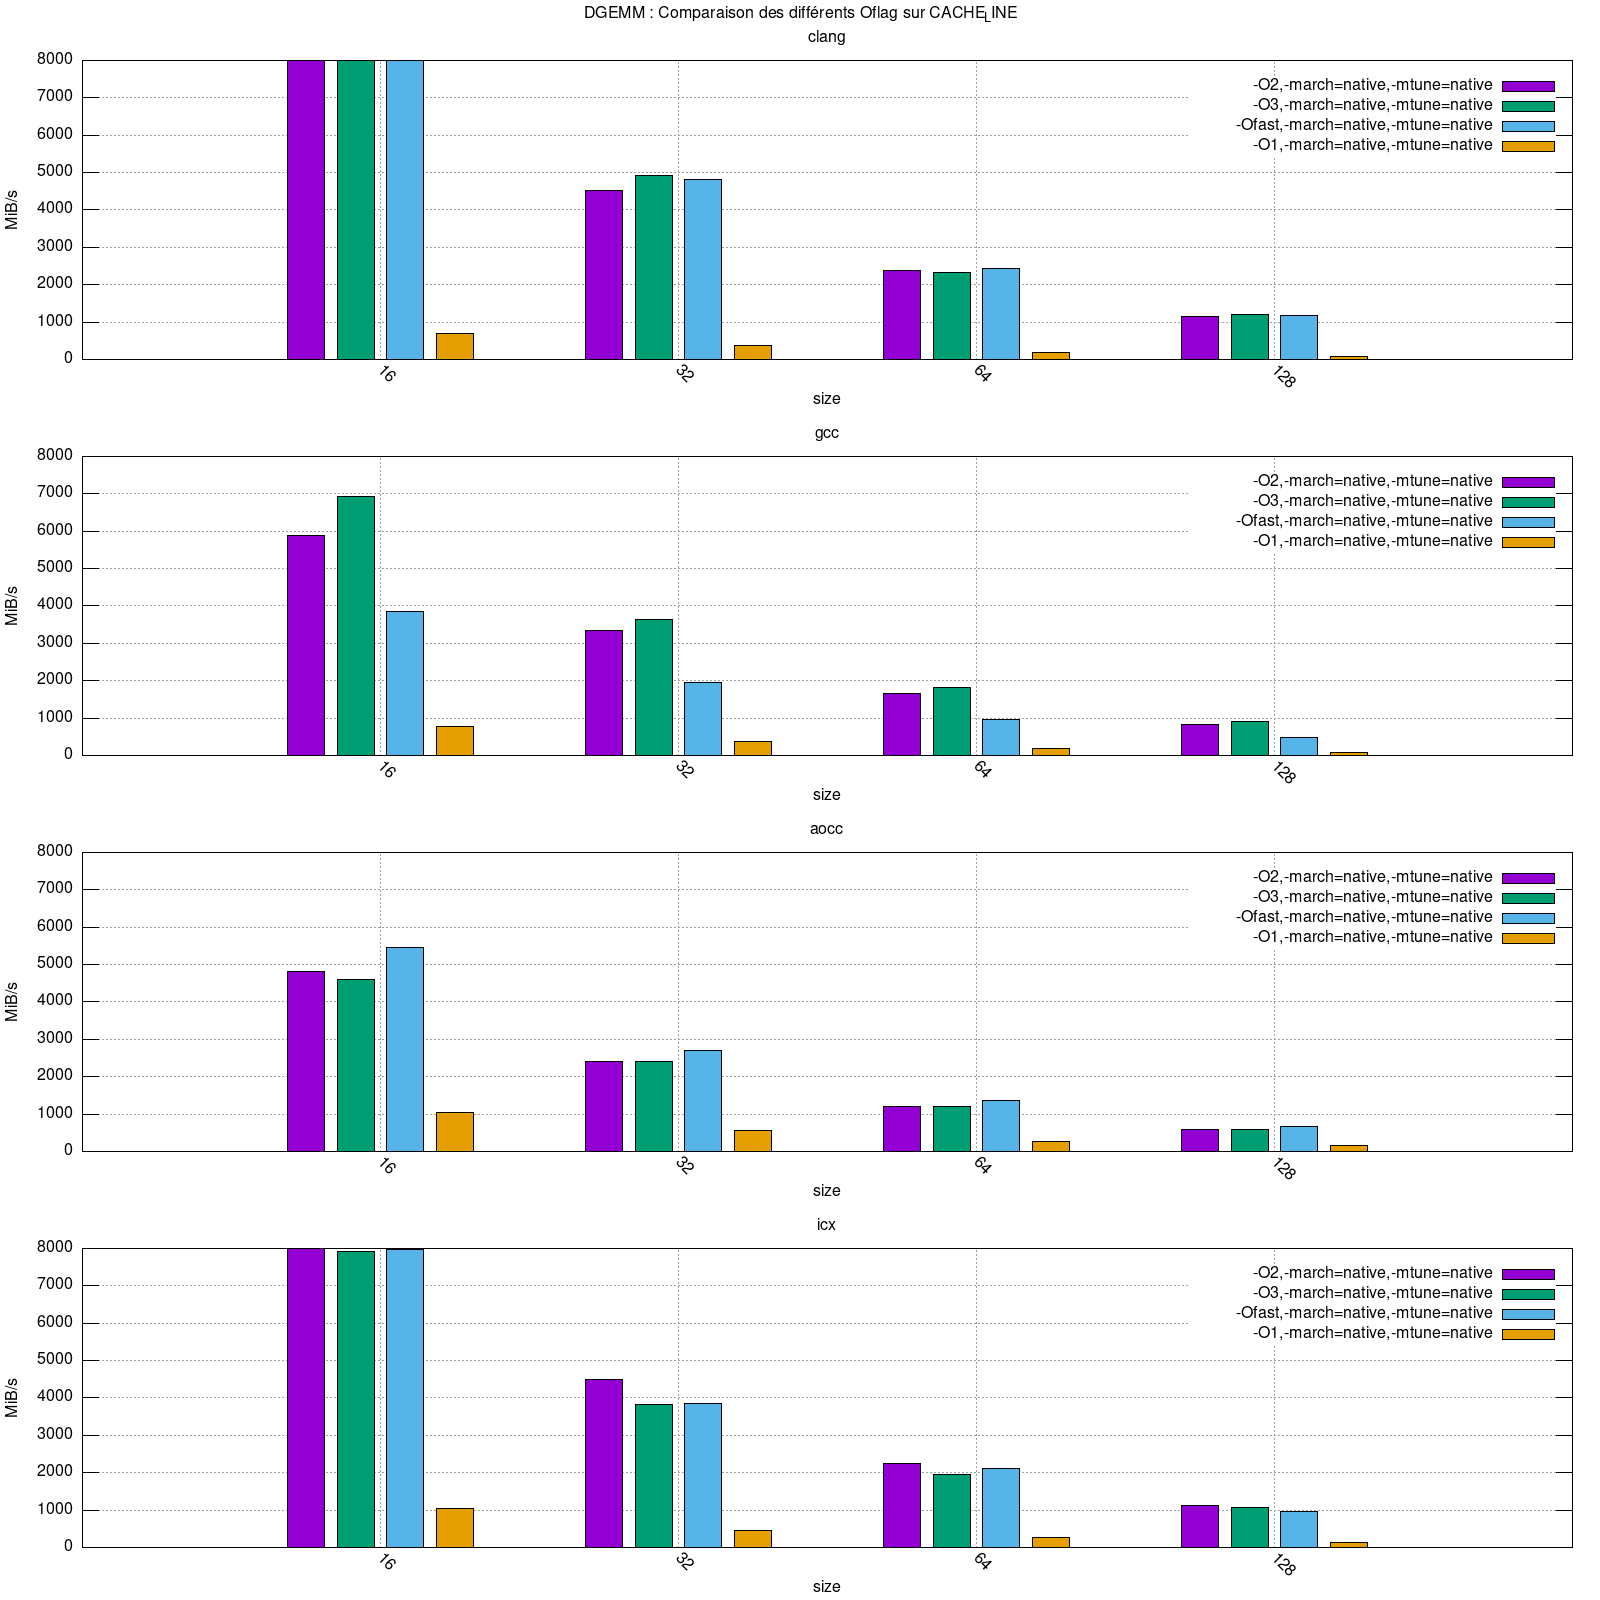 DGEMM : Comparaison des différents Oflag sur CACHELINE
clang
8000
7000
6000
5000
4000
3000
2000
1000
0
MiB/s
-O2,-march=native,-mtune=native
-O3,-march=native,-mtune=native
-Ofast,-march=native,-mtune=native
-O1,-march=native,-mtune=native
16 32 64 128
size
gcc
8000
7000
6000
5000
4000
3000
2000
1000
0
MiB/s
-O2,-march=native,-mtune=native
-O3,-march=native,-mtune=native
-Ofast,-march=native,-mtune=native
-O1,-march=native,-mtune=native
16 32 64 128
size
aocc
8000
7000
6000
5000
4000
3000
2000
1000
0
MiB/s
-O2,-march=native,-mtune=native
-O3,-march=native,-mtune=native
-Ofast,-march=native,-mtune=native
-O1,-march=native,-mtune=native
16 32 64 128
size
icx
8000
7000
6000
5000
4000
3000
2000
1000
0
MiB/s
-O2,-march=native,-mtune=native
-O3,-march=native,-mtune=native
-Ofast,-march=native,-mtune=native
-O1,-march=native,-mtune=native
16 32 64 128
size